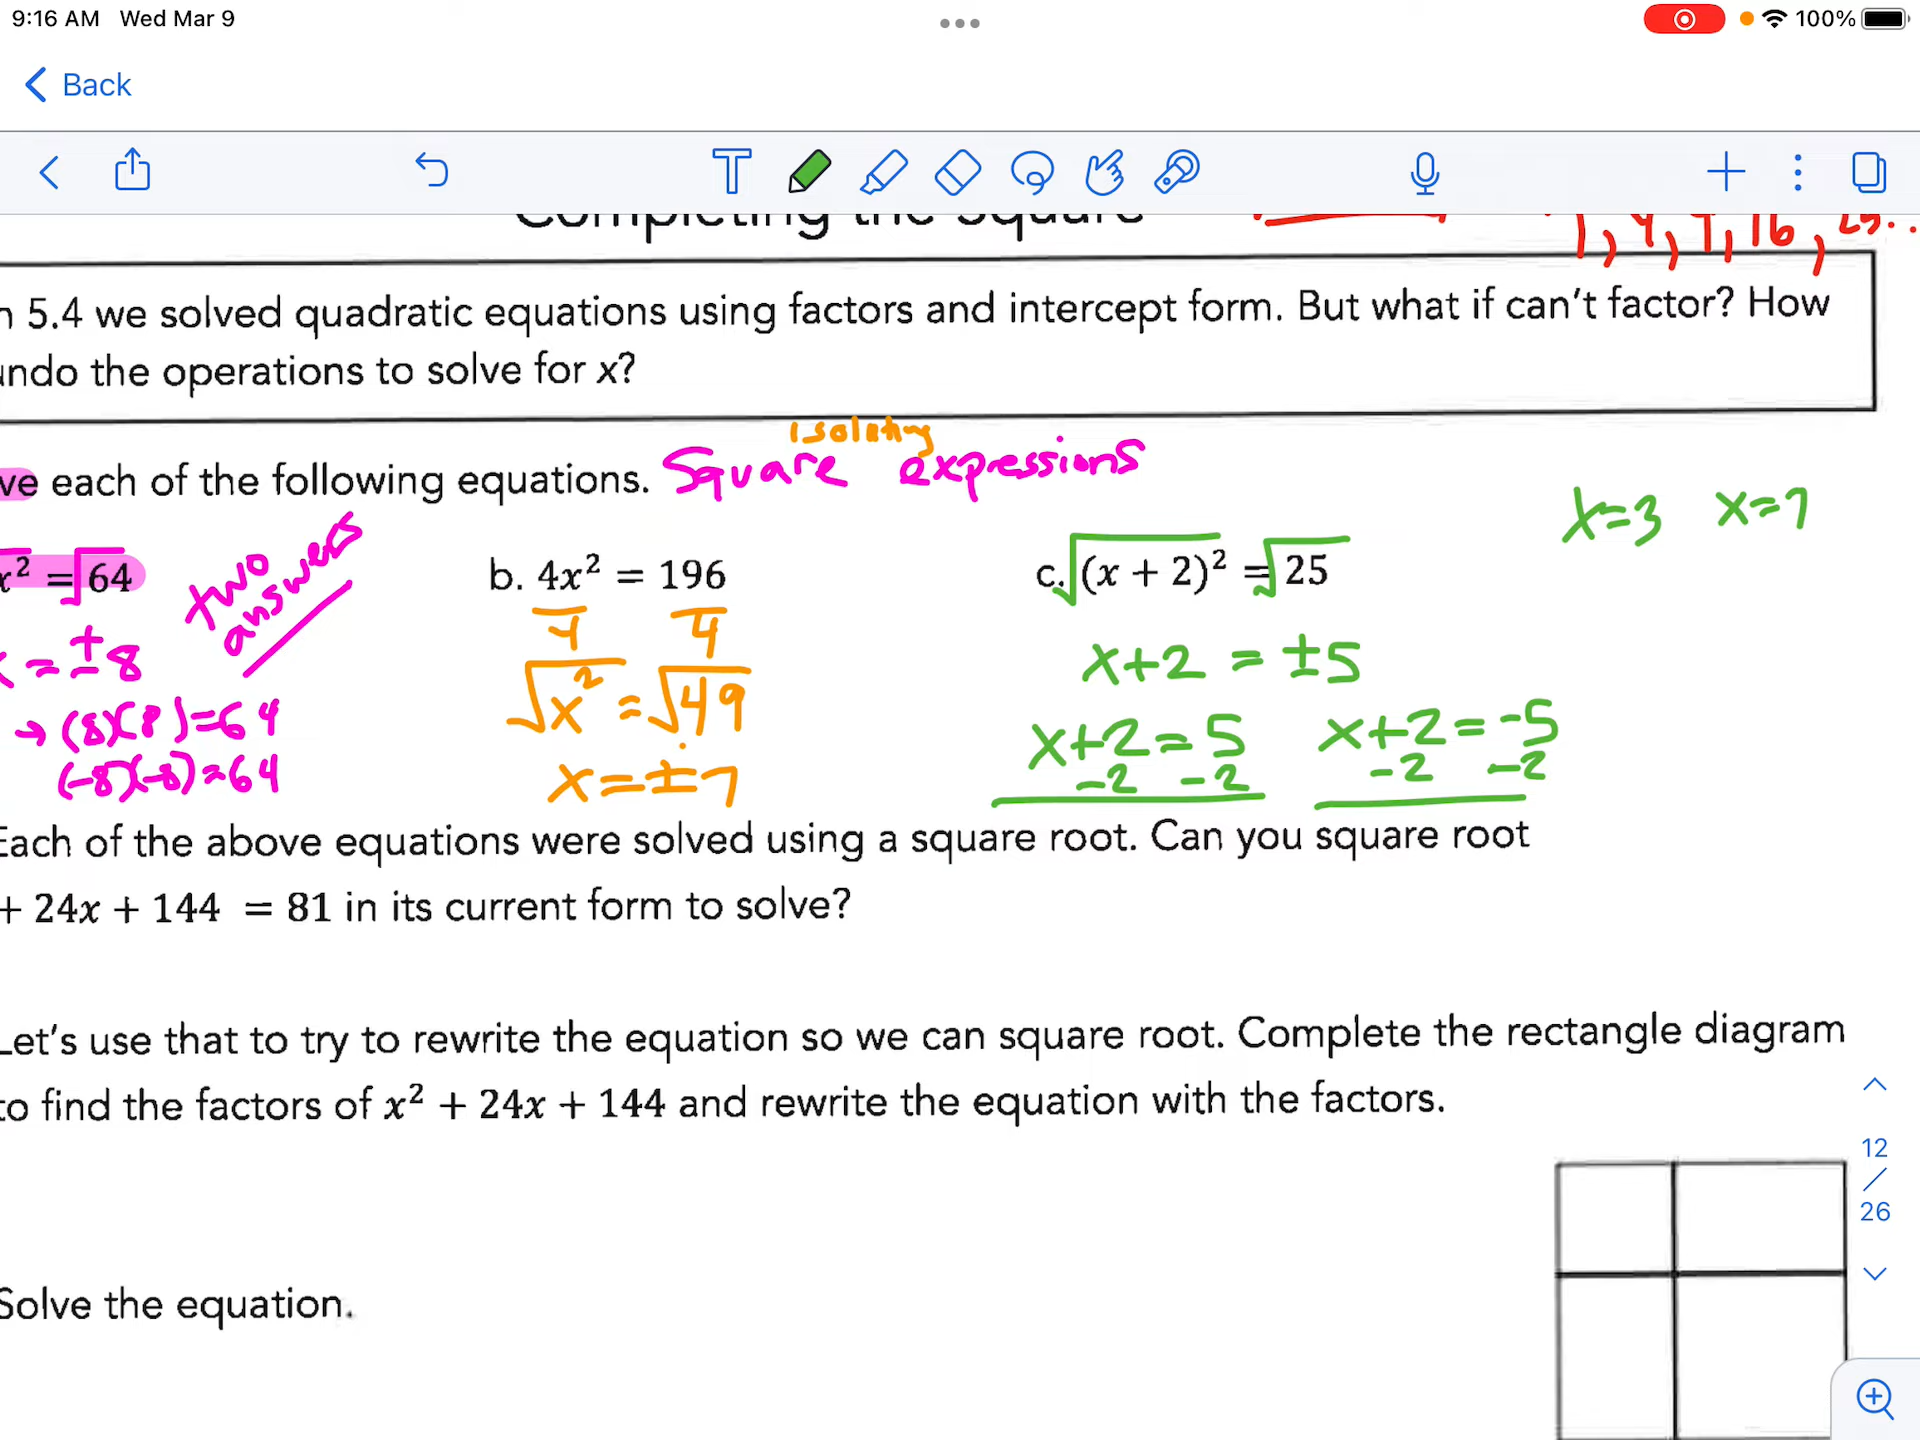 9:16 AM Wed Mar 9
100%
Back
Completing the Square
1, 4, 9, 16, 25...
n 5.4 we solved quadratic equations using factors and intercept form. But what if can't factor? How
undo the operations to solve for x?
isolating
ve each of the following equations. Square expressions
x=3 x=7
x² = √64
two answers
b. 4x² = 196
c. √(x + 2)² = √25
x = ±8
4 4
x+2 = ±5
→ (8)(8)=64
√x² = √49
x+2=5 x+2=-5
-2 -2 -2 -2
(-8)(-8)=64
x=±7
Each of the above equations were solved using a square root. Can you square root
+ 24x + 144 = 81 in its current form to solve?
Let's use that to try to rewrite the equation so we can square root. Complete the rectangle diagram
to find the factors of x² + 24x + 144 and rewrite the equation with the factors.
12
/
26
Solve the equation.